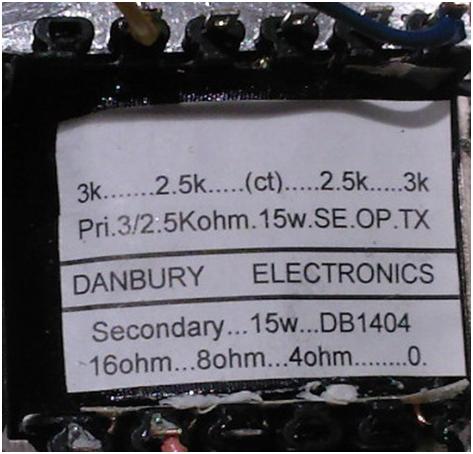 3k.......2.5k.....(ct).....2.5k.....3k
Pri.3/2.5Kohm.15w.SE.OP.TX
DANBURY ELECTRONICS
Secondary...15w...DB1404
16ohm...8ohm...4ohm........0.